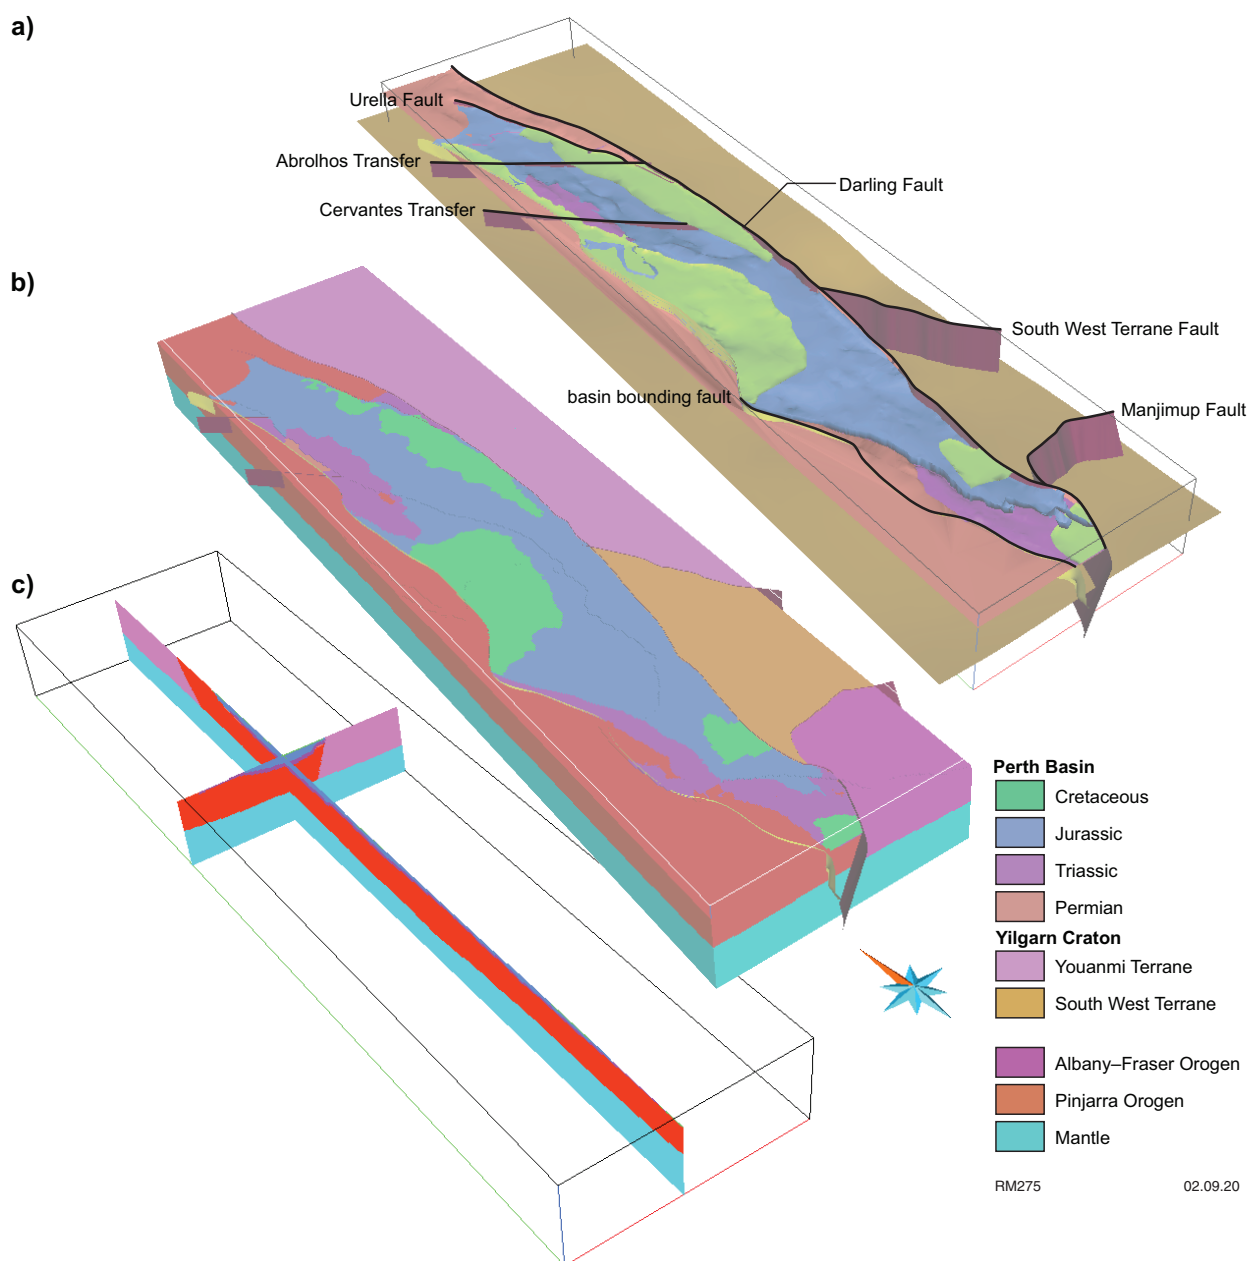 a)
Urella Fault
Abrolhos Transfer
Darling Fault
Cervantes Transfer
b)
South West Terrane Fault
basin bounding fault
Manjimup Fault
c)
Perth Basin
Cretaceous
Jurassic
Triassic
Permian
Yilgarn Craton
Youanmi Terrane
South West Terrane
Albany–Fraser Orogen
Pinjarra Orogen
Mantle
RM275 02.09.20